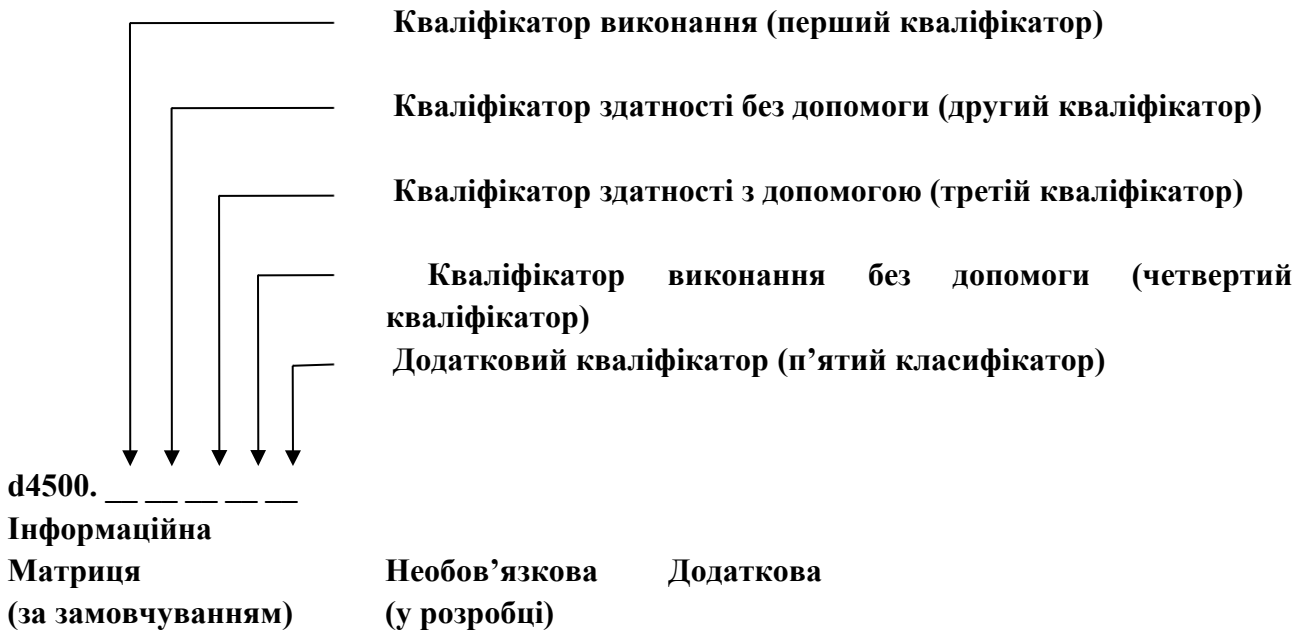 Кваліфікатор виконання (перший кваліфікатор)
Кваліфікатор здатності без допомоги (другий кваліфікатор)
Кваліфікатор здатності з допомогою (третій кваліфікатор)
Кваліфікатор виконання без допомоги (четвертий
кваліфікатор)
Додатковий кваліфікатор (п’ятий класифікатор)
d4500. __ __ __ __ __
Інформаційна
Матриця Необов’язкова Додаткова
(за замовчуванням) (у розробці)